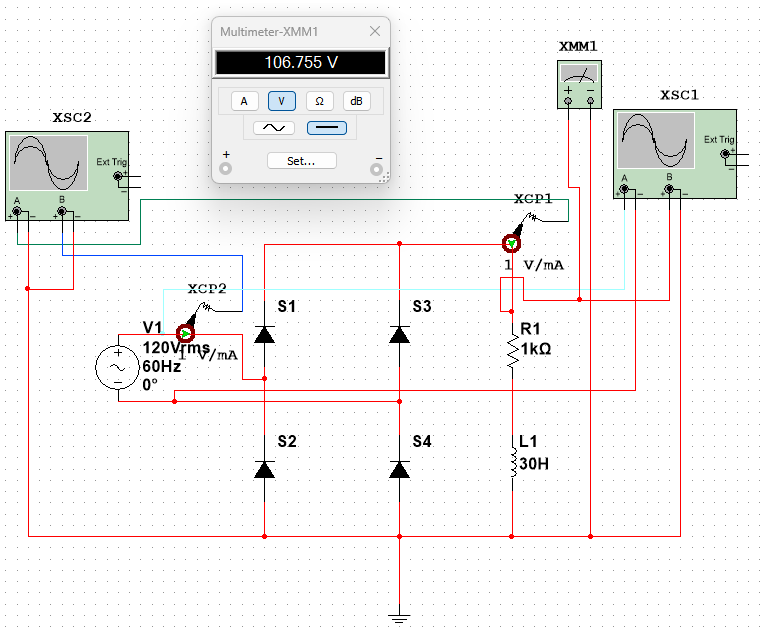 Multimeter-XMM1
106.755 V
A V Ω dB
+ −
Set...
XMM1
+ −
XSC2
Ext Trig
+
−
A B
+ − + −
XSC1
Ext Trig
+
−
A B
+ − + −
XCP1
1 V/mA
XCP2
1 V/mA
V1
120Vrms
60Hz
0°
+
−
S1
S3
R1
1kΩ
S2
S4
L1
30H